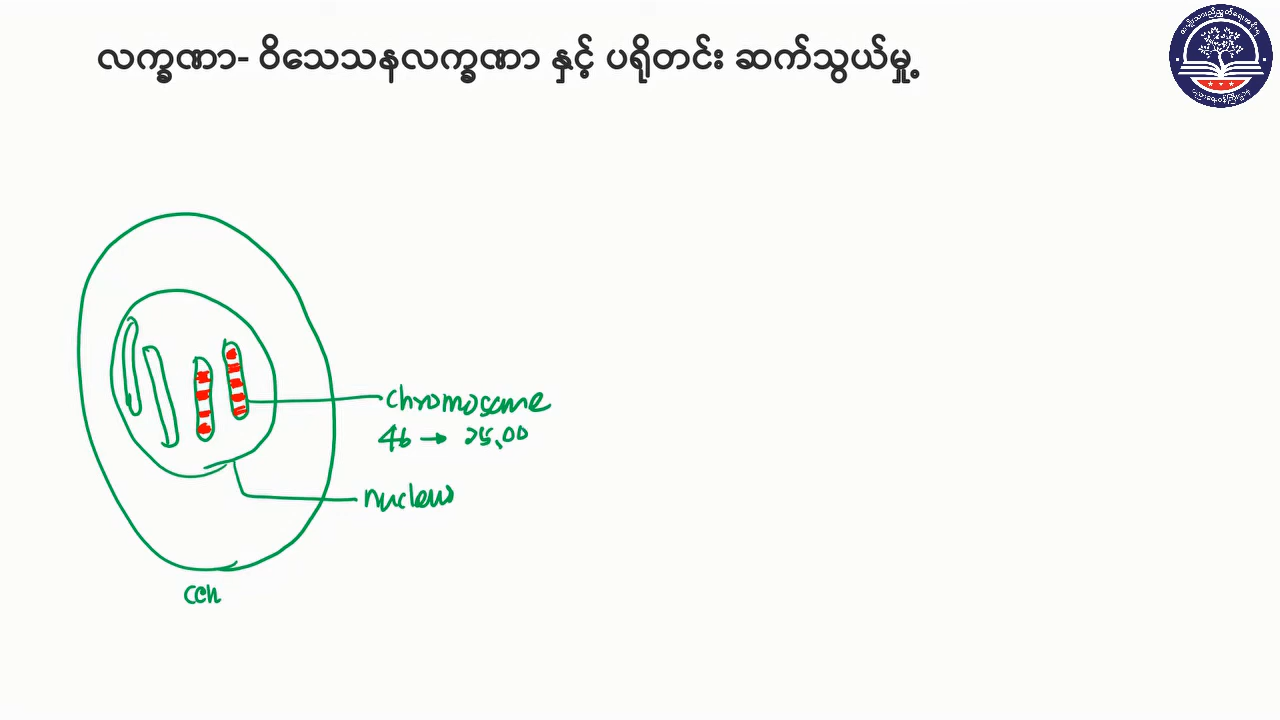 လက္ခဏာ- ဝိသေသနလက္ခဏာ နှင့် ပရိုတင်း ဆက်သွယ်မှု့
chromosome
46 → 25,00
nucleus
cell